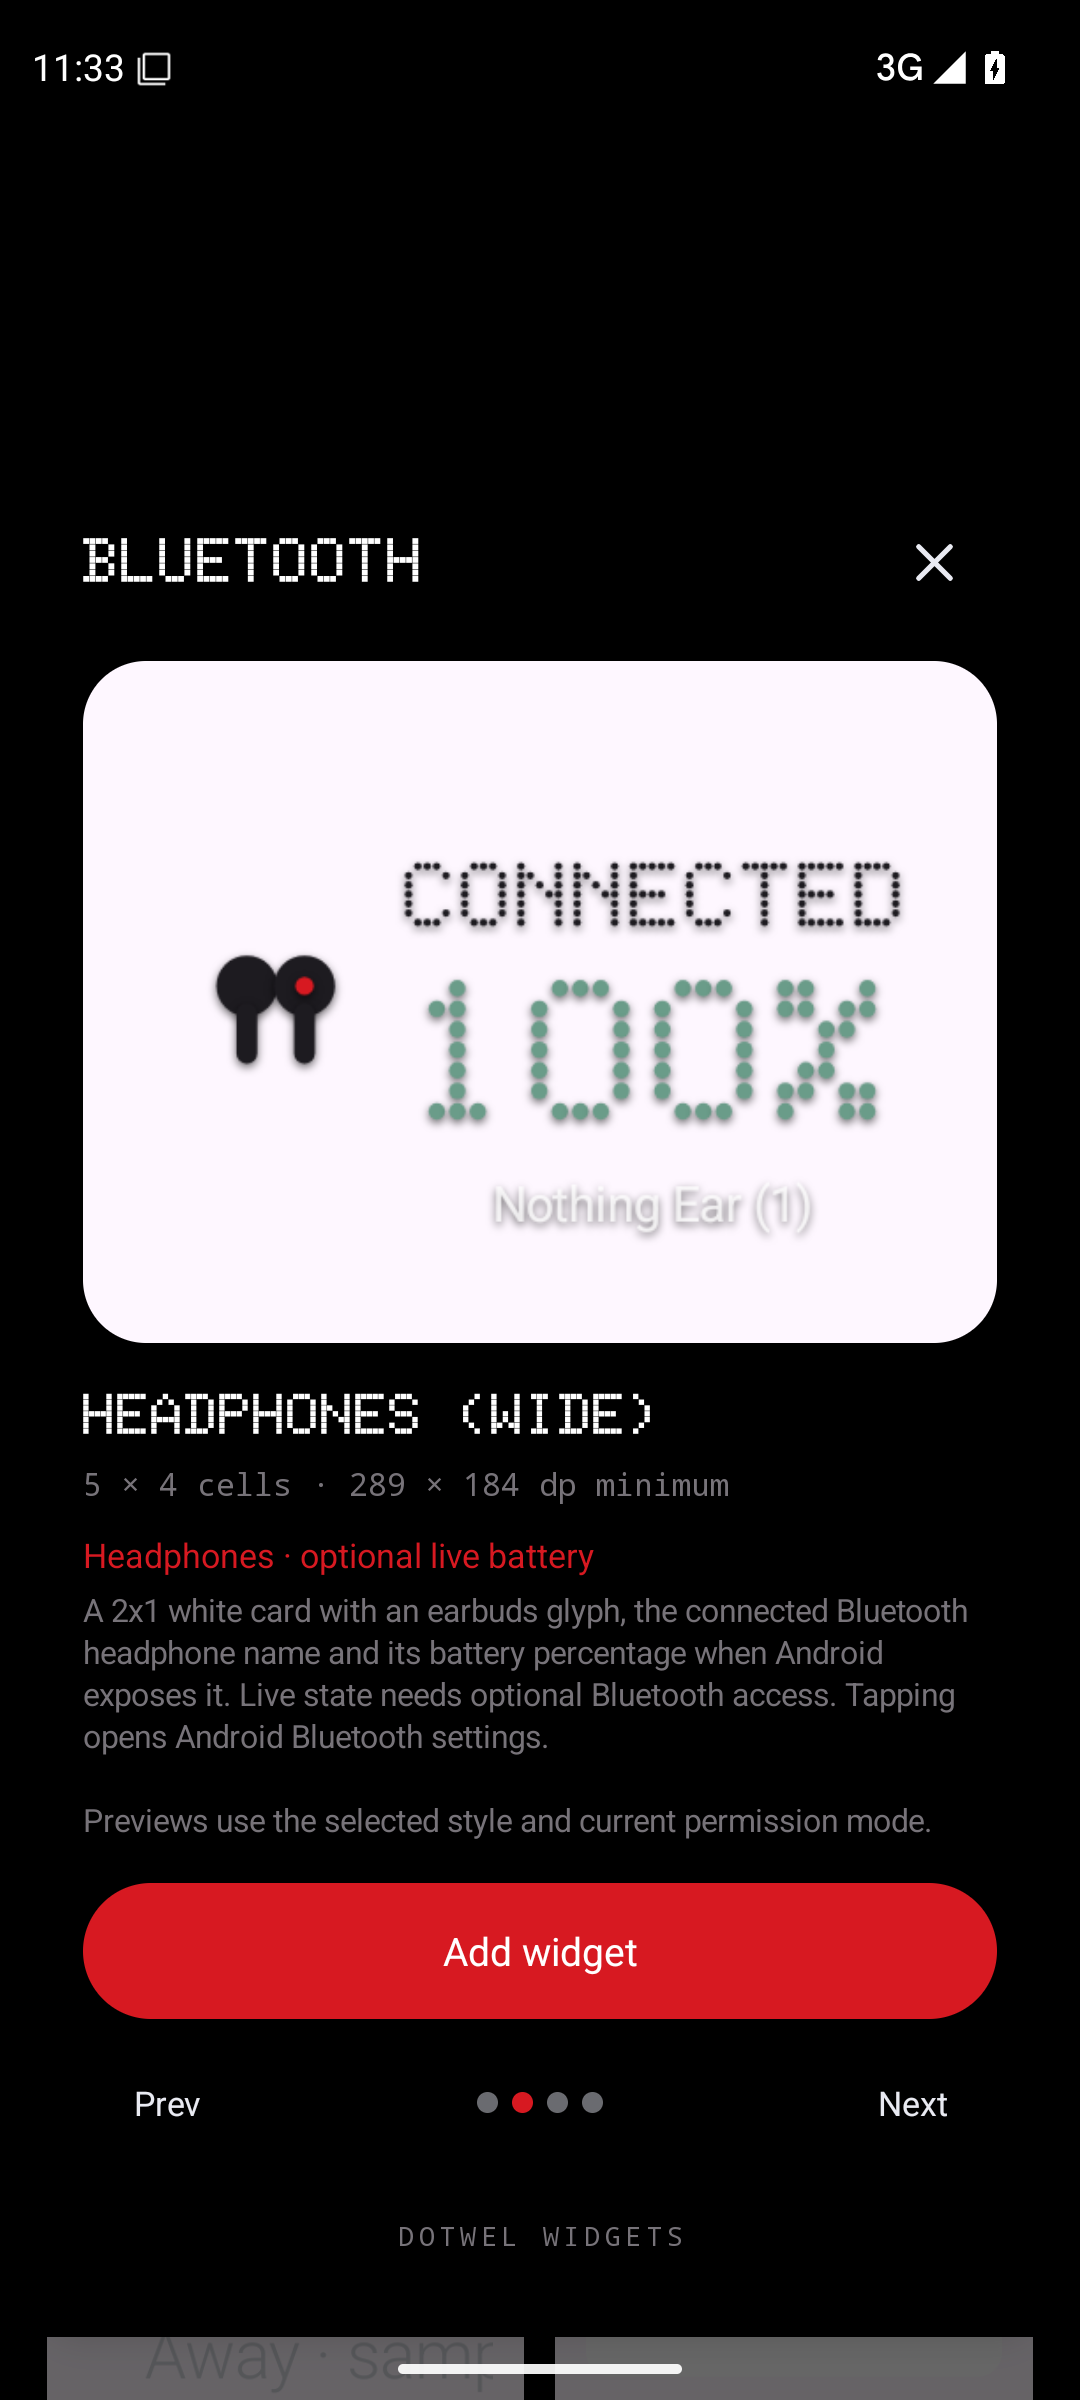 11:33
3G
BLUETOOTH
CONNECTED
100%
Nothing Ear (1)
HEADPHONES (WIDE)
5 × 4 cells · 289 × 184 dp minimum
Headphones · optional live battery
A 2x1 white card with an earbuds glyph, the connected Bluetooth
headphone name and its battery percentage when Android
exposes it. Live state needs optional Bluetooth access. Tapping
opens Android Bluetooth settings.
Previews use the selected style and current permission mode.
Add widget
Prev
Next
DOTWEL WIDGETS
Away ·